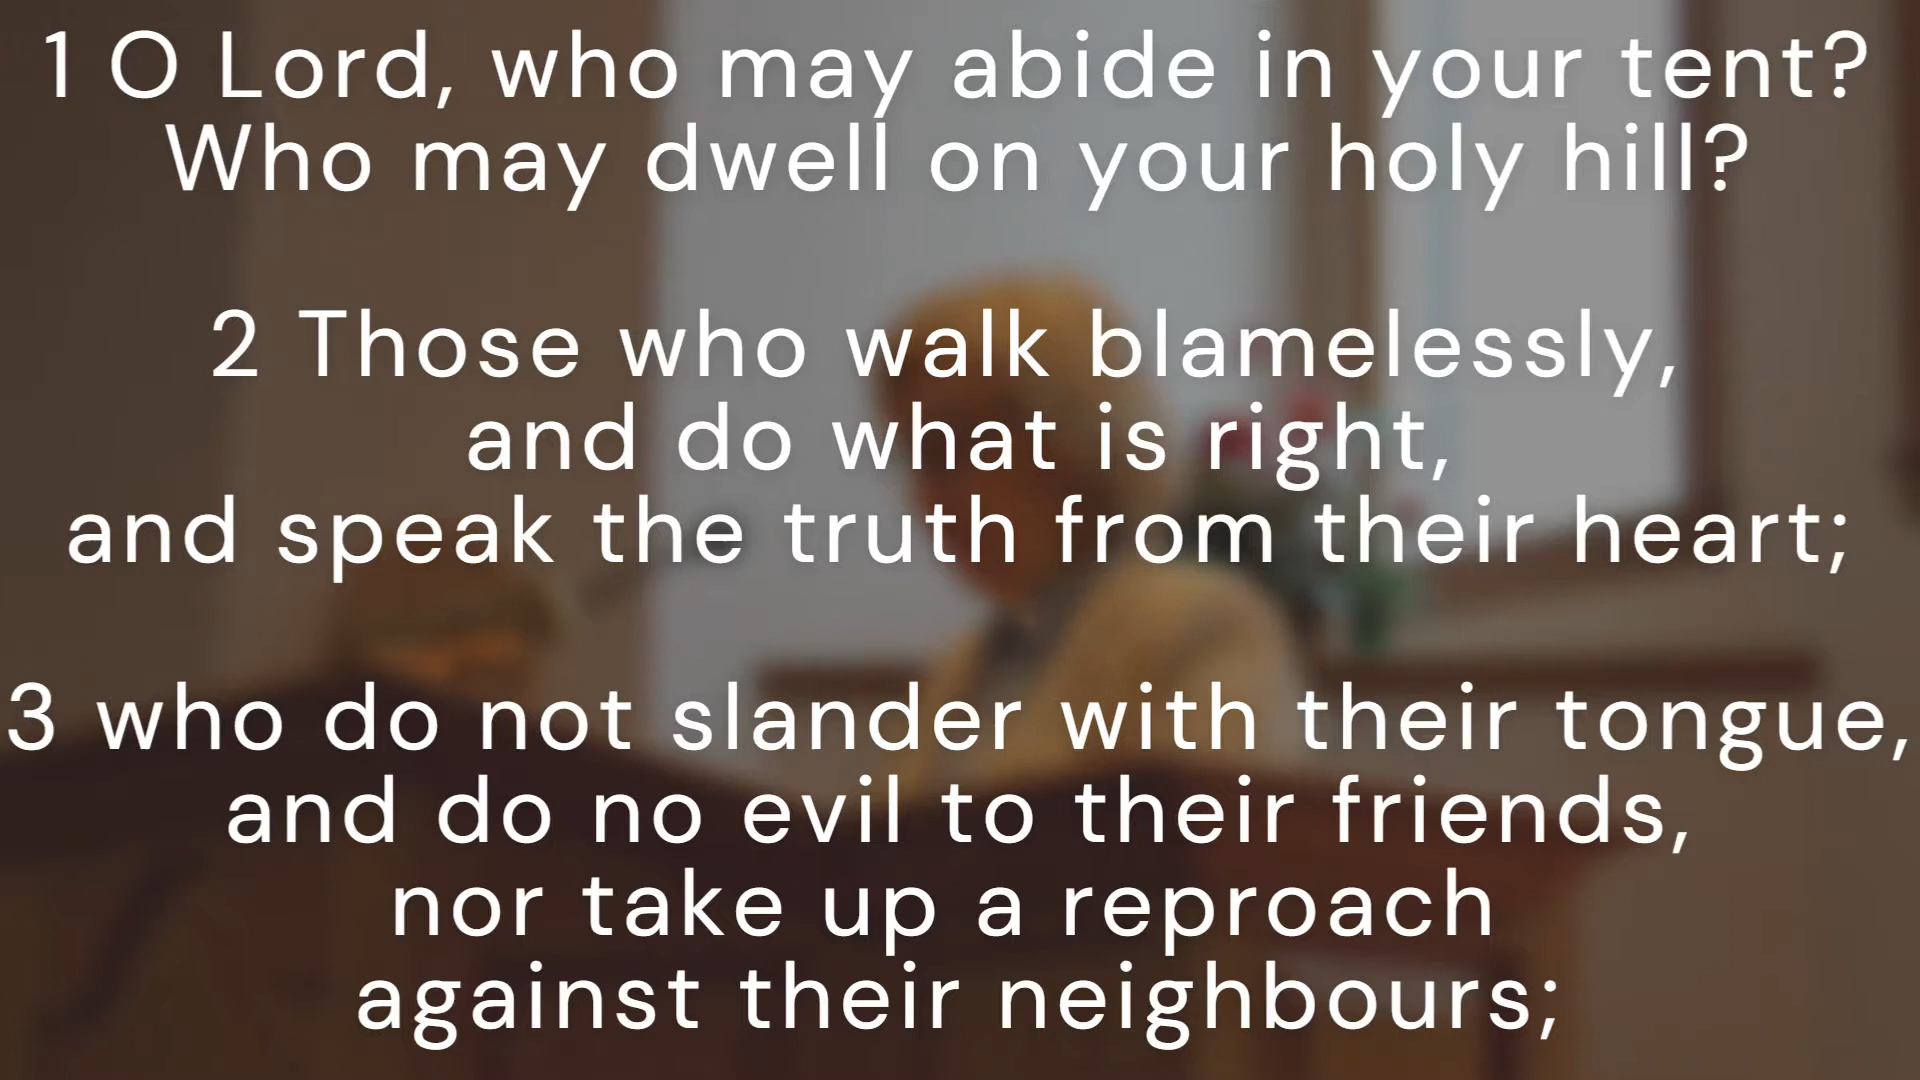 1 O Lord, who may abide in your tent?
Who may dwell on your holy hill?
2 Those who walk blamelessly,
and do what is right,
and speak the truth from their heart;
3 who do not slander with their tongue,
and do no evil to their friends,
nor take up a reproach
against their neighbours;